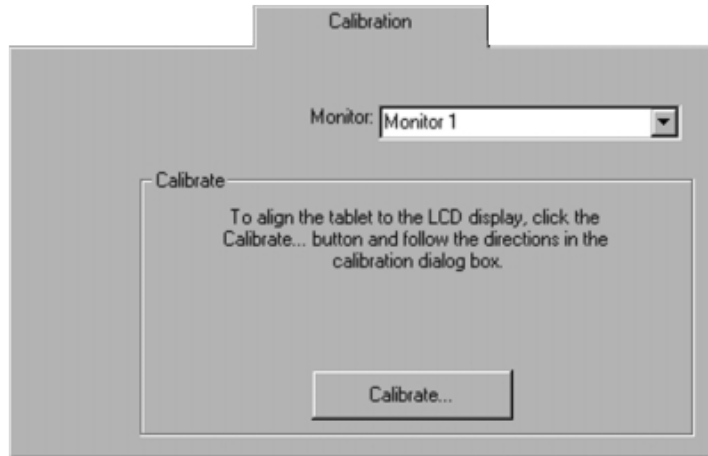 Calibration
Monitor: Monitor 1
Calibrate
To align the tablet to the LCD display, click the
Calibrate... button and follow the directions in the
calibration dialog box.
Calibrate...